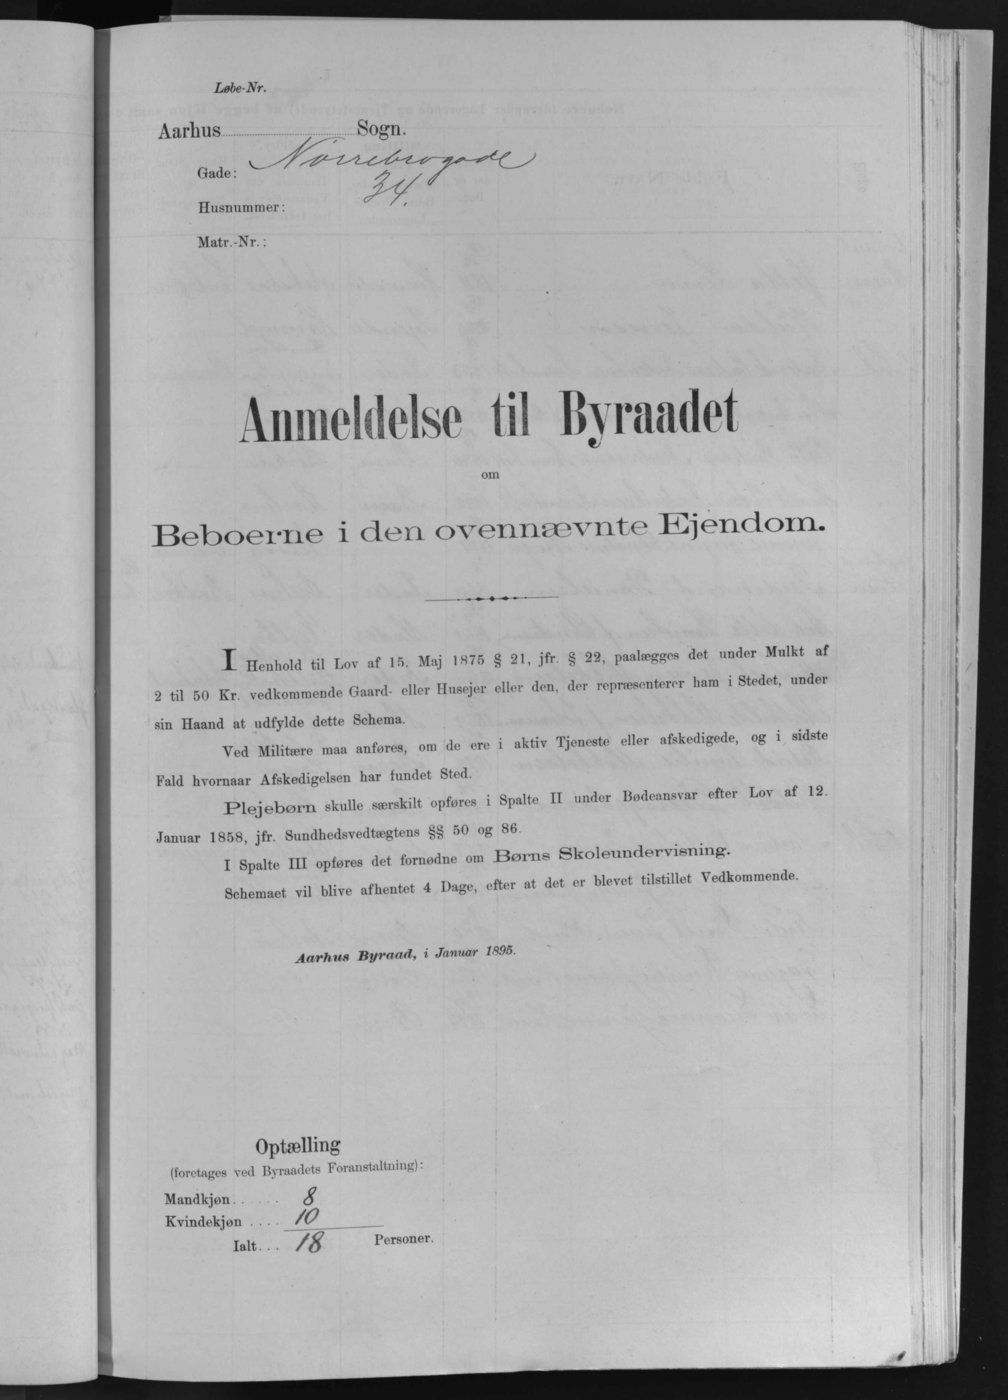 Løbe-Nr.
Aarhus Sogn.
Gade: Nørrebrogade
Husnummer: 34.
Matr.-Nr.:
Anmeldelse til Byraadet
om
Beboerne i den ovennævnte Ejendom.
I Henhold til Lov af 15. Maj 1875 § 21, jfr. § 22, paalægges det under Mulkt af
2 til 50 Kr. vedkommende Gaard- eller Husejer eller den, der repræsenterer ham i Stedet, under
sin Haand at udfylde dette Schema.
Ved Militære maa anføres, om de ere i aktiv Tjeneste eller afskedigede, og i sidste
Fald hvornaar Afskedigelsen har fundet Sted.
Plejebørn skulle særskilt opføres i Spalte II under Bødeansvar efter Lov af 12.
Januar 1858, jfr. Sundhedsvedtægtens §§ 50 og 86.
I Spalte III opføres det fornødne om Børns Skoleundervisning.
Schemaet vil blive afhentet 4 Dage, efter at det er blevet tilstillet Vedkommende.
Aarhus Byraad, i Januar 1895.
Optælling
(foretages ved Byraadets Foranstaltning):
Mandkjøn...... 8
Kvindekjøn .... 10
Ialt... 18 Personer.